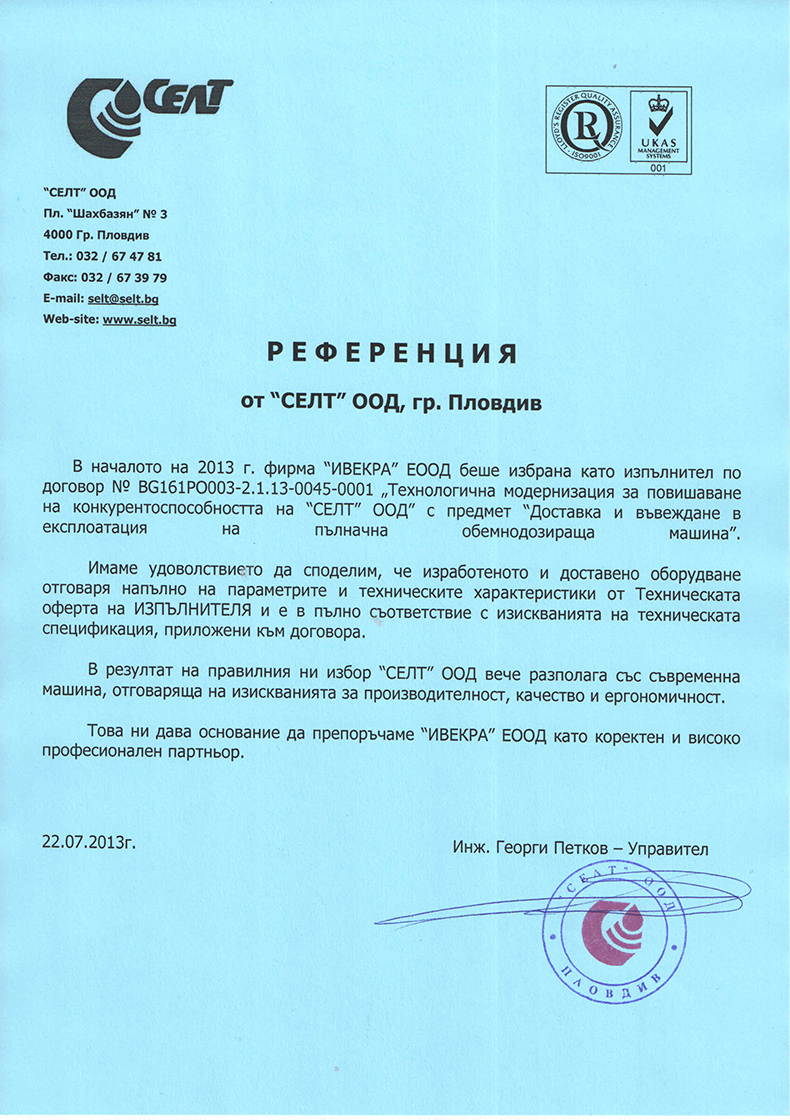 СЕЛТ
LLOYD'S REGISTER QUALITY ASSURANCE
LRQ
ISO9001
UKAS
MANAGEMENT
SYSTEMS
001
“СЕЛТ” ООД
Пл. “Шахбазян” № 3
4000 Гр. Пловдив
Тел.: 032 / 67 47 81
Факс: 032 / 67 39 79
E-mail: selt@selt.bg
Web-site: www.selt.bg
РЕФЕРЕНЦИЯ
от “СЕЛТ” ООД, гр. Пловдив
В началото на 2013 г. фирма “ИВЕКРА” ЕООД беше избрана като изпълнител по
договор № BG161PO003-2.1.13-0045-0001 „Технологична модернизация за повишаване
на конкурентоспособността на “СЕЛТ” ООД” с предмет “Доставка и въвеждане в
експлоатация на пълначна обемнодозираща машина”.
Имаме удоволствието да споделим, че изработеното и доставено оборудване
отговаря напълно на параметрите и техническите характеристики от Техническата
оферта на ИЗПЪЛНИТЕЛЯ и е в пълно съответствие с изискванията на техническата
спецификация, приложени към договора.
В резултат на правилния ни избор “СЕЛТ” ООД вече разполага със съвременна
машина, отговаряща на изискванията за производителност, качество и ергономичност.
Това ни дава основание да препоръчаме “ИВЕКРА” ЕООД като коректен и високо
професионален партньор.
22.07.2013г.
Инж. Георги Петков – Управител
“СЕЛТ” ООД
ПЛОВДИВ